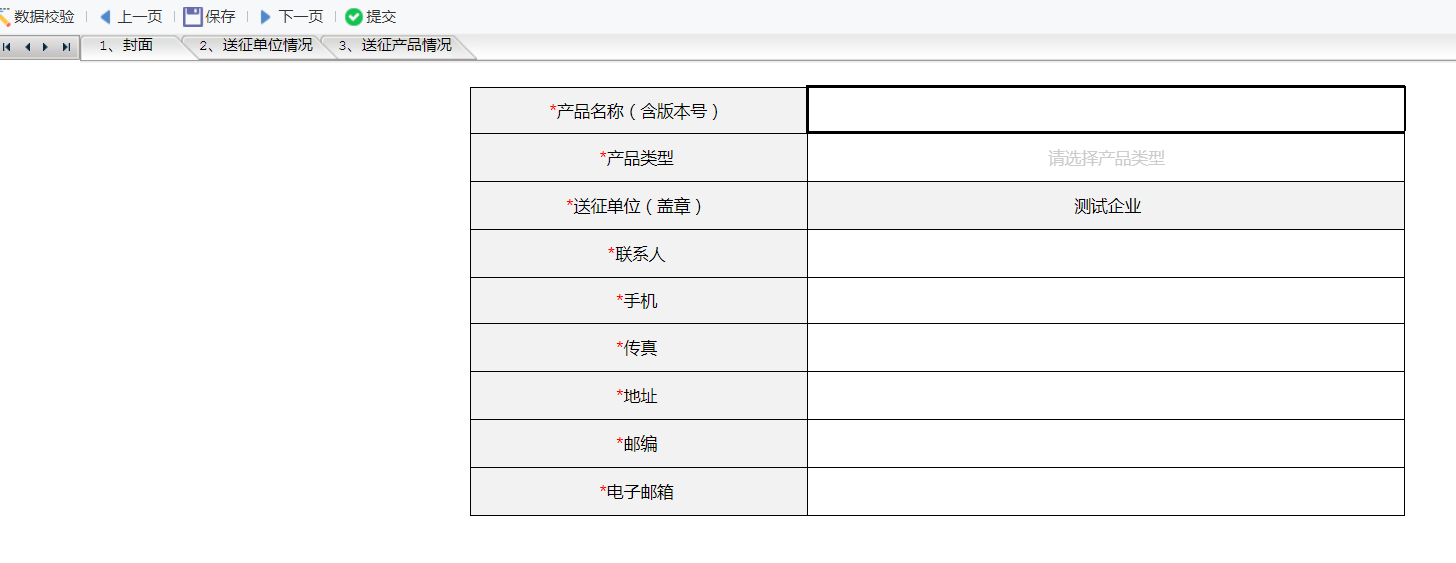 数据校验 上一页 保存 下一页 提交
1、封面 2、送征单位情况 3、送征产品情况
*产品名称（含版本号）
*产品类型 请选择产品类型
*送征单位（盖章） 测试企业
*联系人
*手机
*传真
*地址
*邮编
*电子邮箱